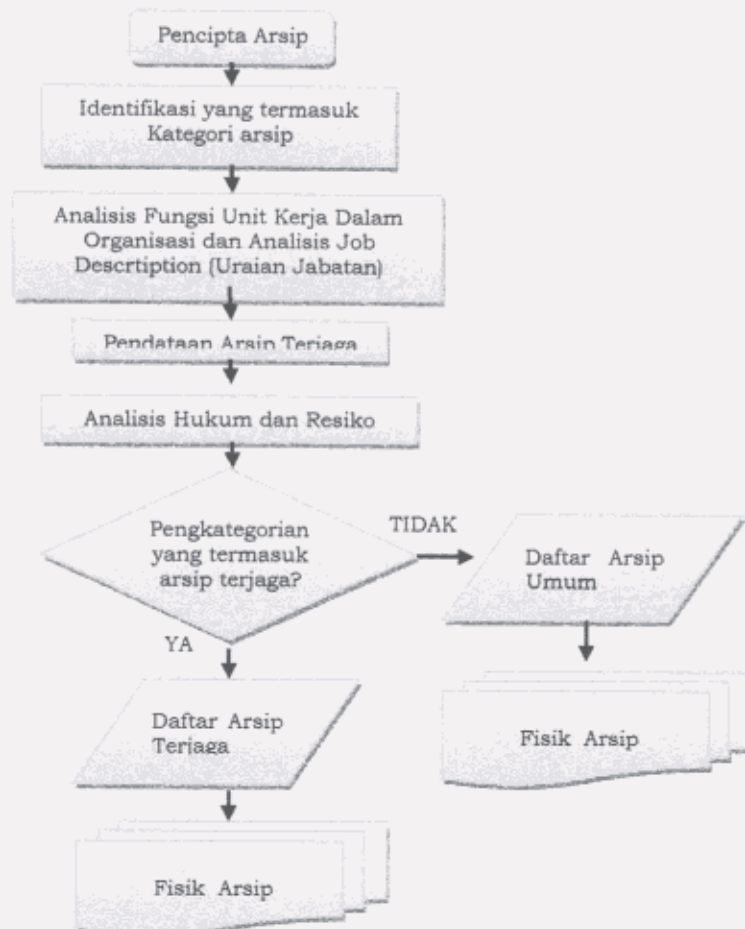 Pencipta Arsip
Identifikasi yang termasuk
Kategori arsip
Analisis Fungsi Unit Kerja Dalam
Organisasi dan Analisis Job
Descrtiption (Uraian Jabatan)
Pendataan Arsip Terjaga
Analisis Hukum dan Resiko
Pengkategorian
yang termasuk
arsip terjaga?
TIDAK
Daftar Arsip
Umum
YA
Fisik Arsip
Daftar Arsip
Terjaga
Fisik Arsip